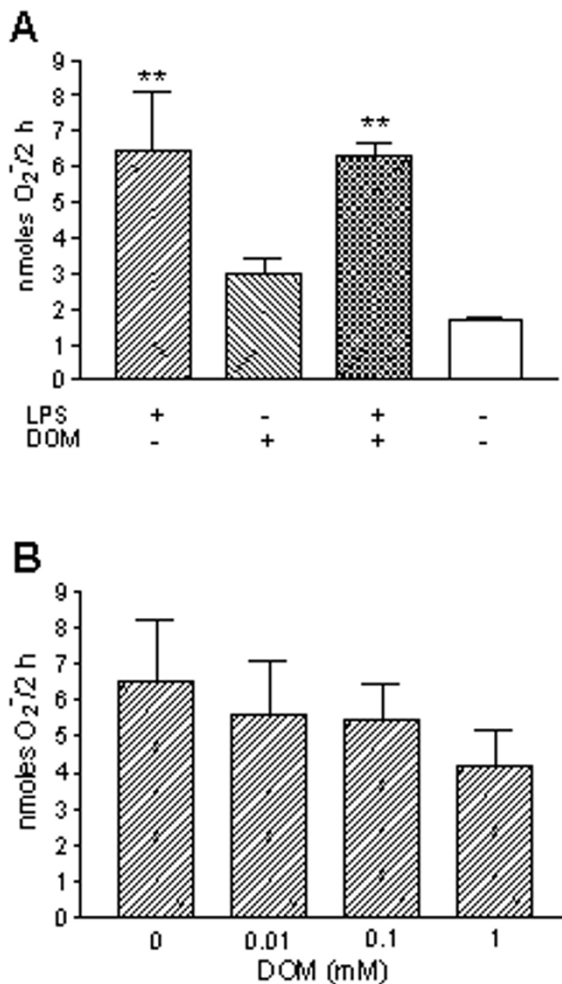 A
9
8
7
6
5
4
3
2
1
0
nmoles O₂⁻/2 h
** **
LPS + - + -
DOM - + + -
B
9
8
7
6
5
4
3
2
1
0
nmoles O₂⁻/2 h
0 0.01 0.1 1
DOM (mM)